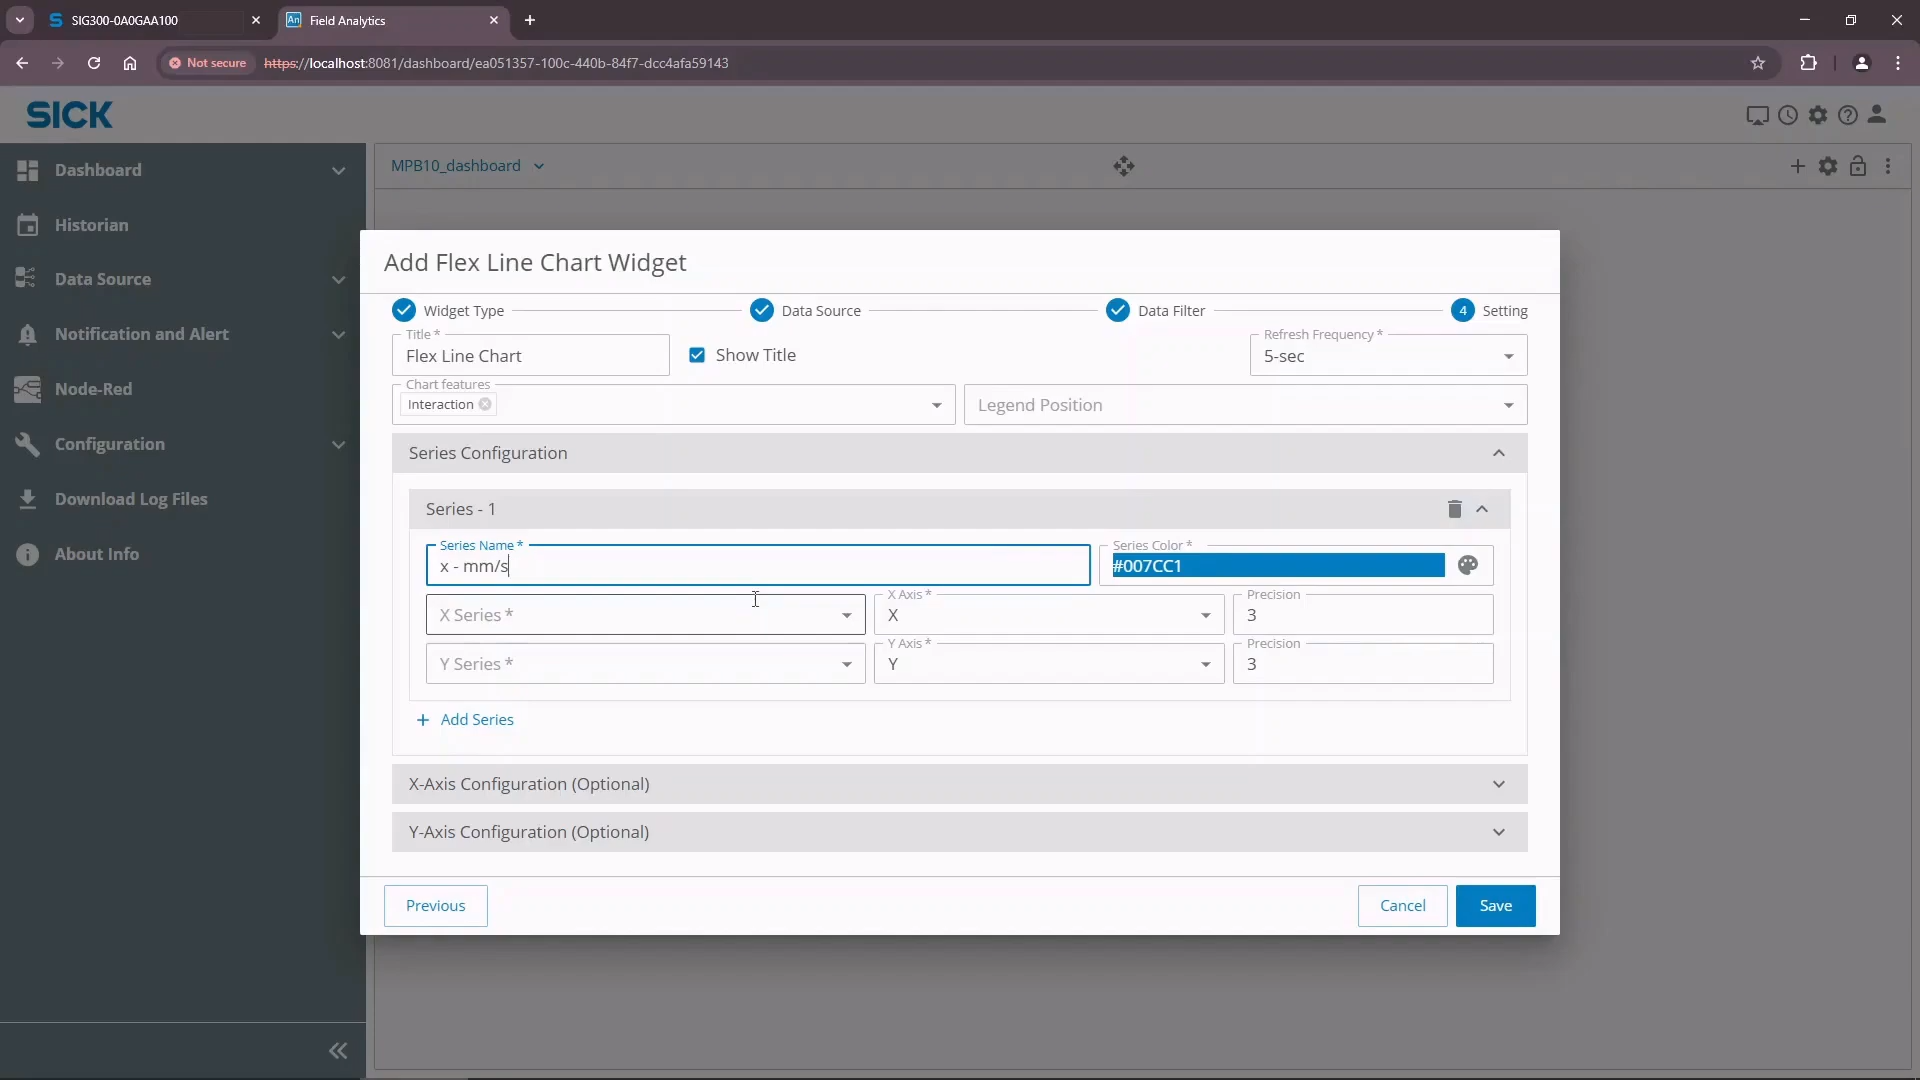 SIG300-0A0GAA100
Field Analytics
Not secure
https://localhost:8081/dashboard/ea051357-100c-440b-84f7-dcc4afa59143
SICK
Dashboard
MPB10_dashboard
Historian
Data Source
Notification and Alert
Node-Red
Configuration
Download Log Files
About Info
Add Flex Line Chart Widget
Widget Type
Data Source
Data Filter
4 Setting
Title *
Flex Line Chart
Show Title
Refresh Frequency *
5-sec
Chart features
Interaction
Legend Position
Series Configuration
Series - 1
Series Name *
x - mm/s
Series Color *
#007CC1
X Series *
X Axis *
X
Precision
3
Y Series *
Y Axis *
Y
Precision
3
+ Add Series
X-Axis Configuration (Optional)
Y-Axis Configuration (Optional)
Previous
Cancel
Save